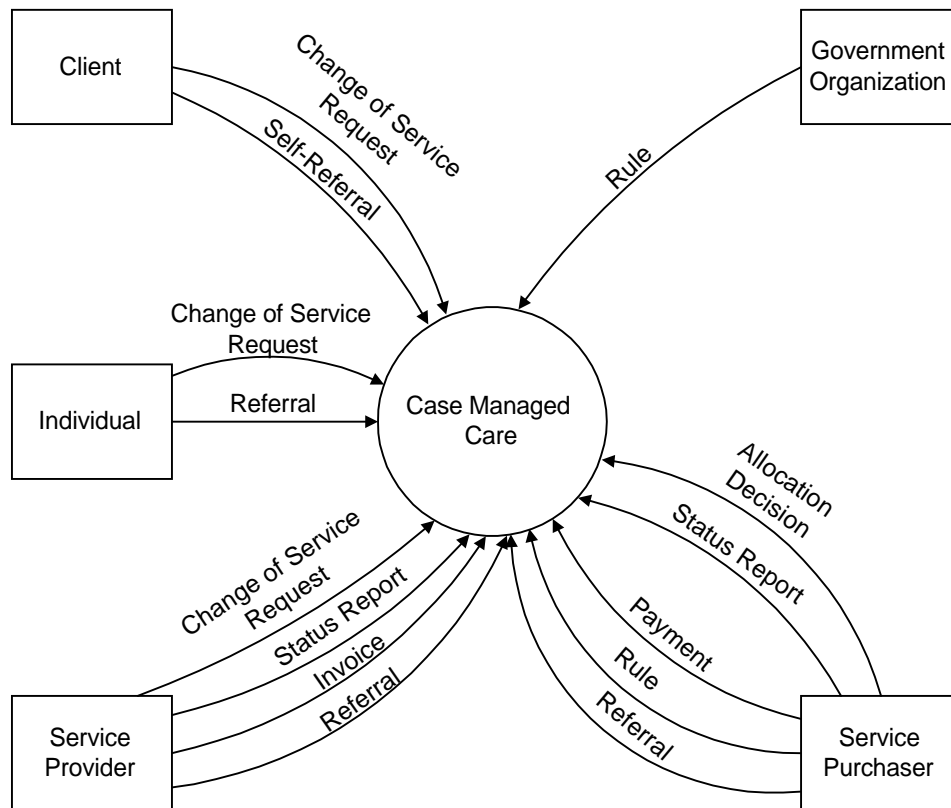 Client
Government
Organization
Change of Service
Request
Self-Referral
Rule
Change of Service
Request
Individual
Referral
Case Managed
Care
Allocation
Decision
Status Report
Change of Service
Request
Status Report
Invoice
Referral
Payment
Rule
Referral
Service
Provider
Service
Purchaser